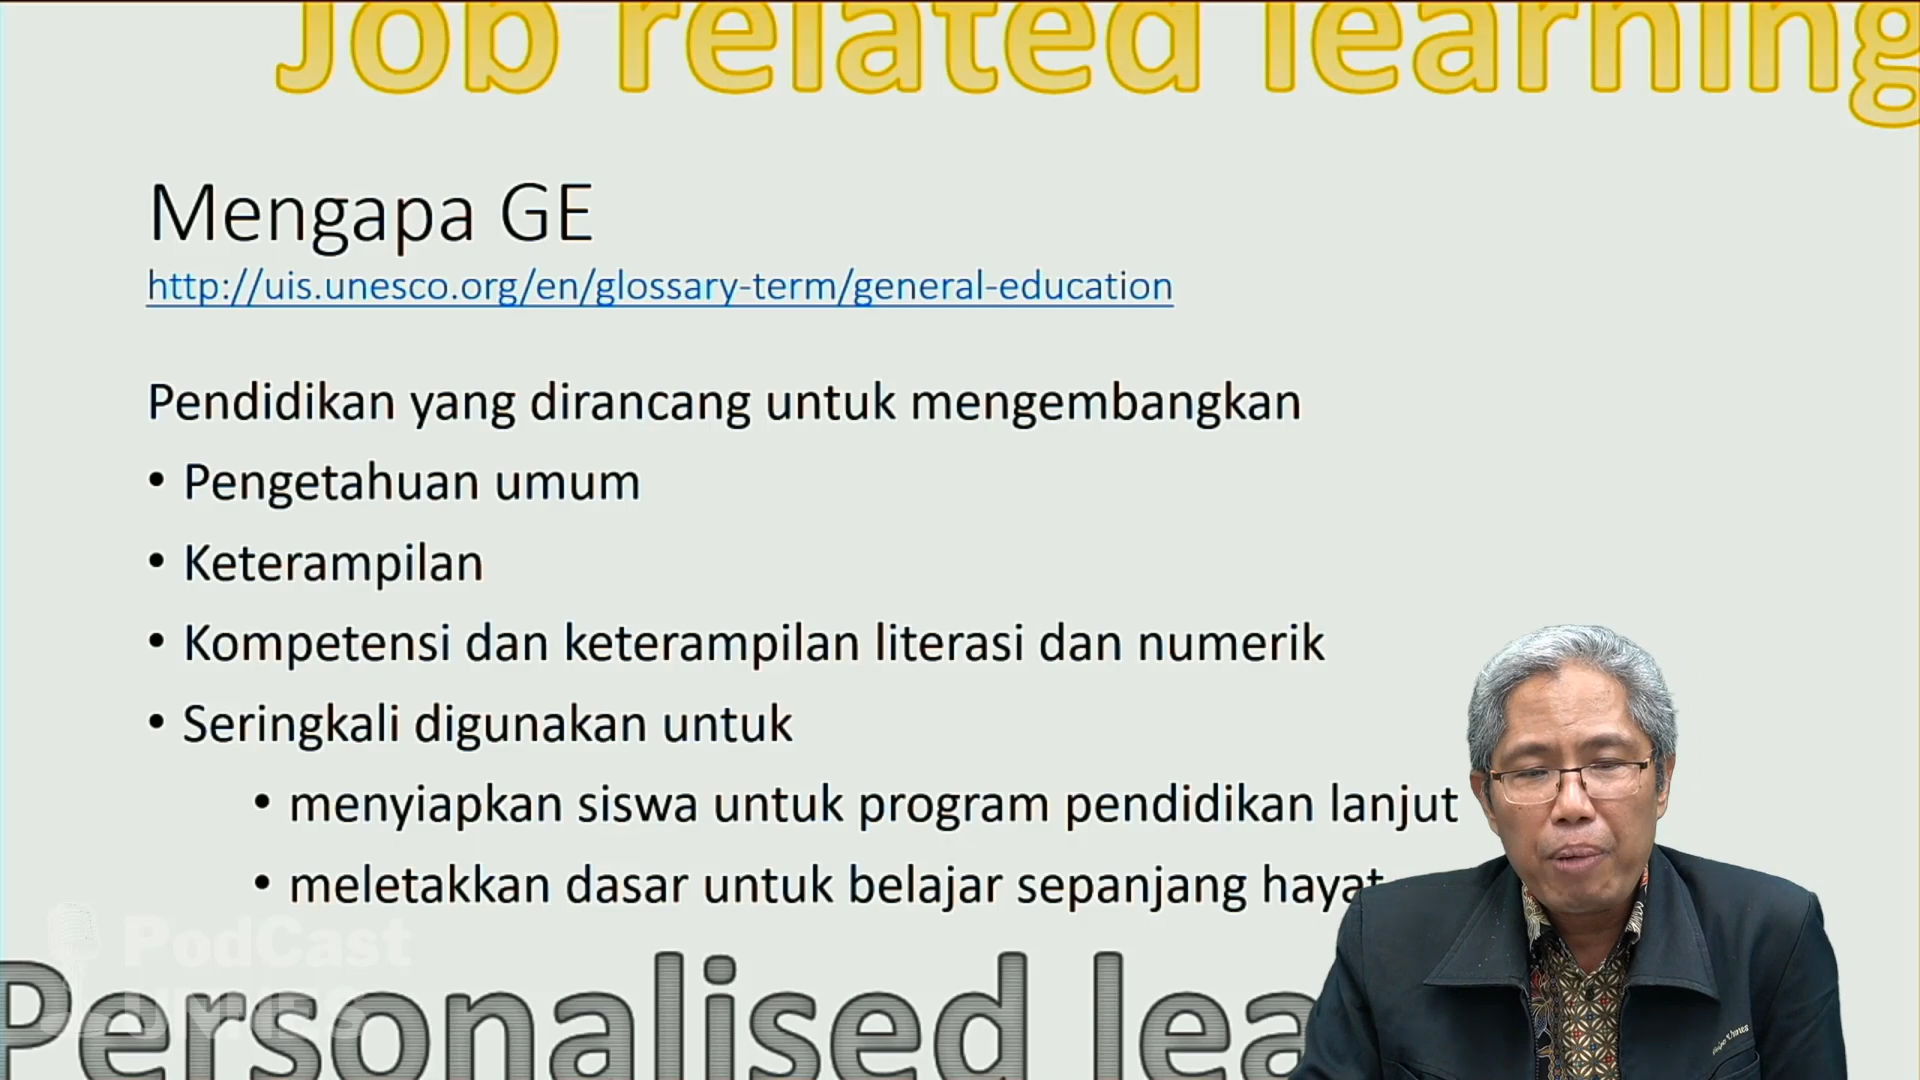 Job related learning
Mengapa GE
http://uis.unesco.org/en/glossary-term/general-education
Pendidikan yang dirancang untuk mengembangkan
• Pengetahuan umum
• Keterampilan
• Kompetensi dan keterampilan literasi dan numerik
• Seringkali digunakan untuk
• menyiapkan siswa untuk program pendidikan lanjut
• meletakkan dasar untuk belajar sepanjang hayat
PodCast
UNNES
Personalised lea